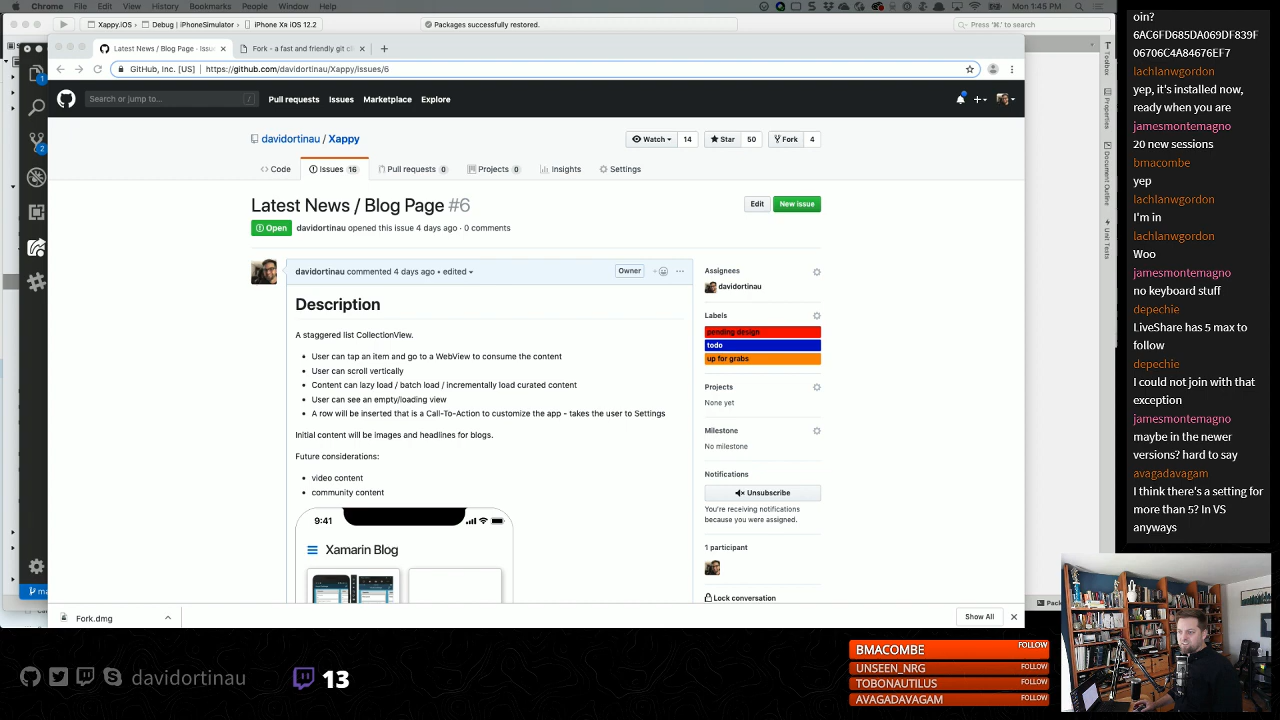 Chrome File Edit View History Bookmarks People Window Help
Mon 1:45 PM
Xappy.iOS Debug | iPhoneSimulator iPhone Xʀ iOS 12.2
Packages successfully restored.
Press '⌘.' to search
Latest News / Blog Page · Issu
Fork - a fast and friendly git cl
GitHub, Inc. [US] https://github.com/davidortinau/Xappy/issues/6
Search or jump to... /
Pull requests Issues Marketplace Explore
davidortinau / Xappy
Watch 14 Star 50 Fork 4
Code Issues 16 Pull requests 0 Projects 0 Insights Settings
Latest News / Blog Page #6
Edit New issue
Open davidortinau opened this issue 4 days ago · 0 comments
davidortinau commented 4 days ago • edited
Owner
Description
A staggered list CollectionView.
• User can tap an item and go to a WebView to consume the content
• User can scroll vertically
• Content can lazy load / batch load / incrementally load curated content
• User can see an empty/loading view
• A row will be inserted that is a Call-To-Action to customize the app - takes the user to Settings
Initial content will be images and headlines for blogs.
Future considerations:
• video content
• community content
9:41
Xamarin Blog
Assignees
davidortinau
Labels
pending design
todo
up for grabs
Projects
None yet
Milestone
No milestone
Notifications
Unsubscribe
You're receiving notifications
because you were assigned.
1 participant
Lock conversation
Fork.dmg
Show All
Toolbox
Properties
Document Outline
Unit Tests
oin?
6AC6FD685DA069DF839F
06706C4A84676EF7
lachlanwgordon
yep, it's installed now,
ready when you are
jamesmontemagno
20 new sessions
bmacombe
yep
lachlanwgordon
I'm in
lachlanwgordon
Woo
jamesmontemagno
no keyboard stuff
depechie
LiveShare has 5 max to
follow
depechie
I could not join with that
exception
jamesmontemagno
maybe in the newer
versions? hard to say
avagadavagam
I think there's a setting for
more than 5? In VS
anyways
davidortinau
13
BMACOMBE FOLLOW
UNSEEN_NRG FOLLOW
TOBONAUTILUS FOLLOW
AVAGADAVAGAM FOLLOW